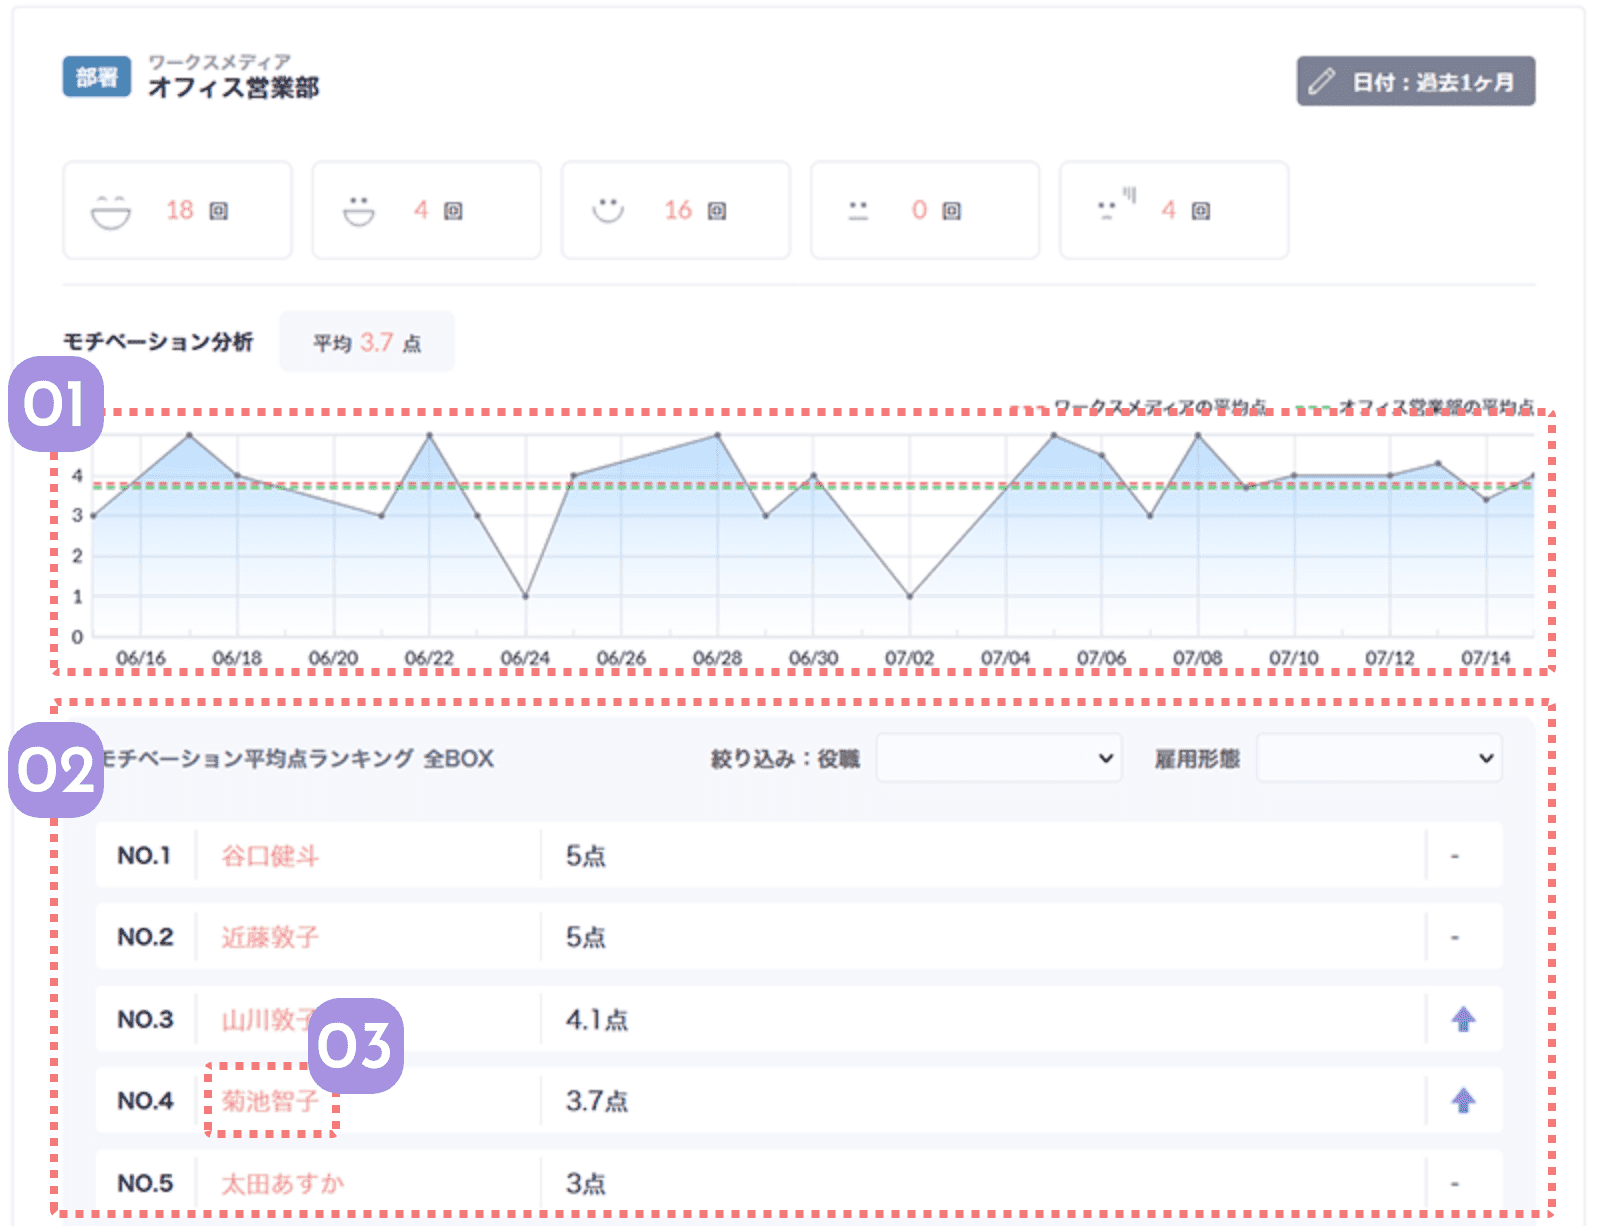 部署
ワークスメディア
オフィス営業部
日付：過去1ヶ月
18 回
4 回
16 回
0 回
4 回
モチベーション分析
平均 3.7 点
01
ワークスメディアの平均点
オフィス営業部の平均点
4
3
2
1
0
06/16 06/18 06/20 06/22 06/24 06/26 06/28 06/30 07/02 07/04 07/06 07/08 07/10 07/12 07/14
02
モチベーション平均点ランキング 全BOX
絞り込み：役職
雇用形態
NO.1 谷口健斗 5点 -
NO.2 近藤敦子 5点 -
NO.3 山川敦子 4.1点
03
NO.4 菊池智子 3.7点
NO.5 太田あすか 3点 -